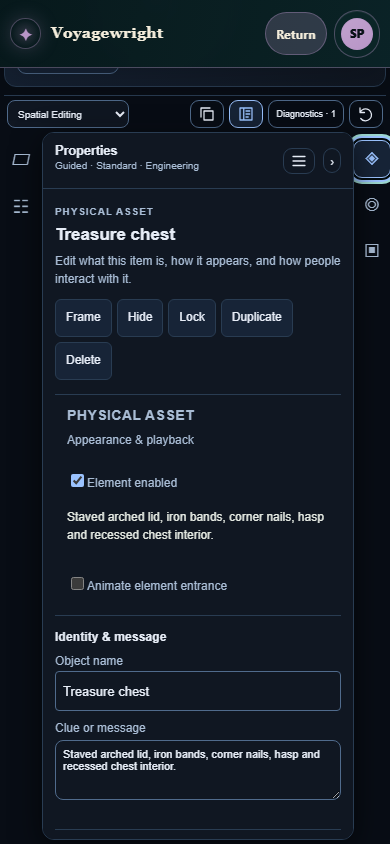 Voyagewright
Return
SP
Spatial Editing
Diagnostics · 1
Properties
Guided · Standard · Engineering
›
PHYSICAL ASSET
Treasure chest
Edit what this item is, how it appears, and how people
interact with it.
Frame
Hide
Lock
Duplicate
Delete
PHYSICAL ASSET
Appearance & playback
Element enabled
Staved arched lid, iron bands, corner nails, hasp
and recessed chest interior.
Animate element entrance
Identity & message
Object name
Treasure chest
Clue or message
Staved arched lid, iron bands, corner nails, hasp and
recessed chest interior.